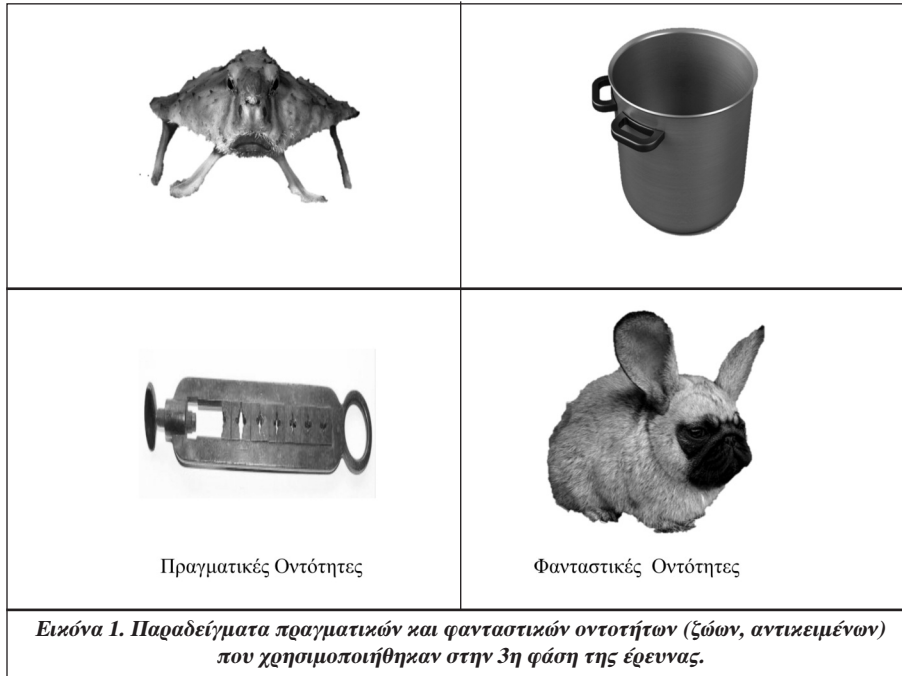 Πραγματικές Οντότητες
Φανταστικές Οντότητες
Εικόνα 1. Παραδείγματα πραγματικών και φανταστικών οντοτήτων (ζώων, αντικειμένων)
που χρησιμοποιήθηκαν στην 3η φάση της έρευνας.